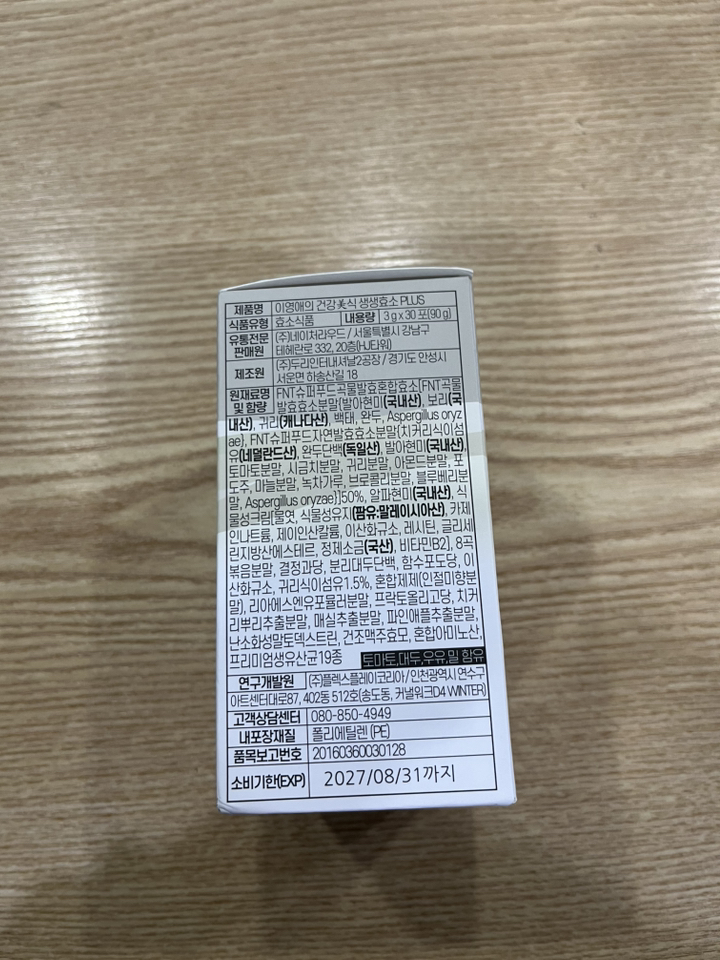 제품명 이영애의 건강美식 생생효소 PLUS
식품유형 효소식품 내용량 3 g x 30 포(90 g)
유통전문판매원 (주)네이처리우드 / 서울특별시 강남구
테헤란로 332, 20층(HJ타워)
제조원 (주)두리인터내셔날2공장 / 경기도 안성시
서운면 하송산길 18
원재료명 및 함량 FNT슈퍼푸드곡물발효혼합효소[FNT곡물
발효효소분말{발아현미(국산), 보리(국
내산), 귀리(캐나다산), 백태, 완두, Aspergillus oryz
ae}, FNT슈퍼푸드자연발효효소분말{치커리식이섬
유(네덜란드산), 완두단백(독일산), 발아현미(국내산),
토마토분말, 시금치분말, 귀리분말, 아몬드분말, 포
도주, 마늘분말, 녹차가루, 브로콜리분말, 블루베리분
말, Aspergillus oryzae}]50%, 알파현미(국내산), 식
물성크림[물엿, 식물성유지(팜유:말레이시아산), 카제
인나트륨, 제이인산칼륨, 이산화규소, 레시틴, 글리세
린지방산에스테르, 정제소금(국산), 비타민B2], 8곡
볶음분말, 결정과당, 분리대두단백, 함수포도당, 이
산화규소, 귀리식이섬유1.5%, 혼합제제(인절미향분
말), 리아에스엔유포뮬러분말, 프락토올리고당, 치커
리뿌리추출분말, 매실추출분말, 파인애플추출분말,
난소화성말토덱스트린, 건조맥주효모, 혼합아미노산,
프리미엄생유산균19종 토마토,대두,우유,밀 함유
연구개발원 (주)플렉스플레이코리아 / 인천광역시 연수구
아트센터대로87, 402동 512호(송도동, 커낼워크D4 WINTER)
고객상담센터 080-850-4949
내포장재질 폴리에틸렌 (PE)
품목보고번호 20160360030128
소비기한(EXP) 2027/08/31까지